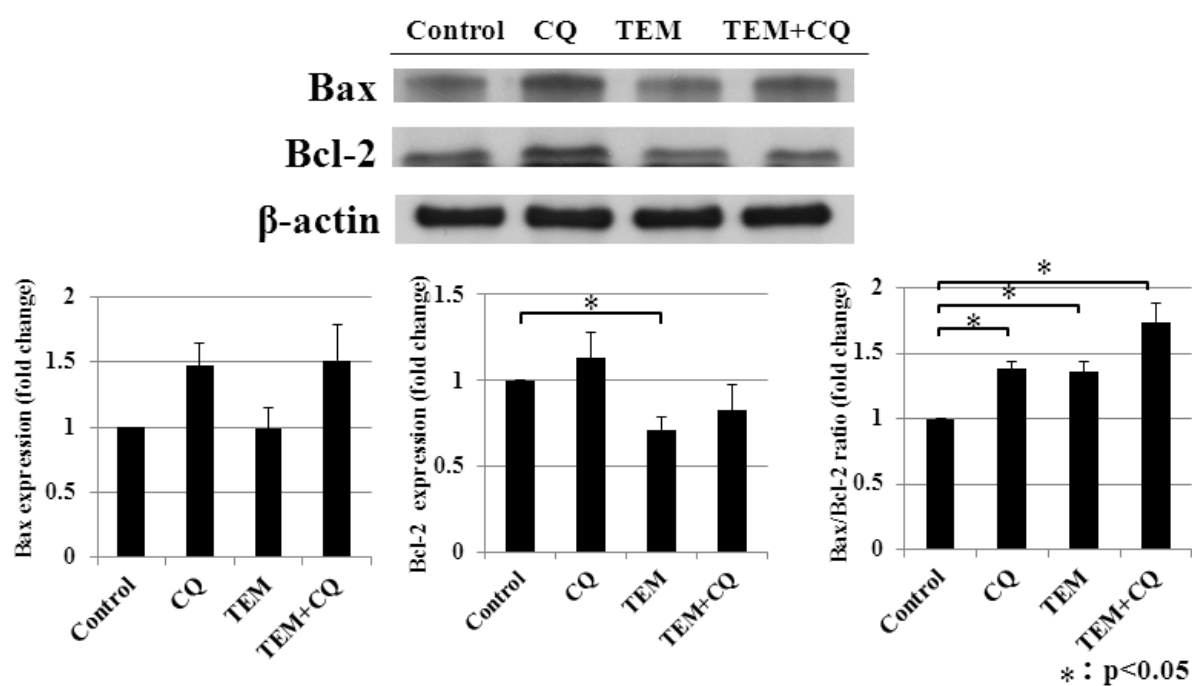 Control CQ TEM TEM+CQ
Bax
Bcl-2
β-actin
Bax expression (fold change)
2
1.5
1
0.5
0
Control CQ TEM TEM+CQ
Bcl-2 expression (fold change)
1.5
1
0.5
0
*
Control CQ TEM TEM+CQ
Bax/Bcl-2 ratio (fold change)
2
1.5
1
0.5
0
*
*
*
Control CQ TEM TEM+CQ
*: p<0.05